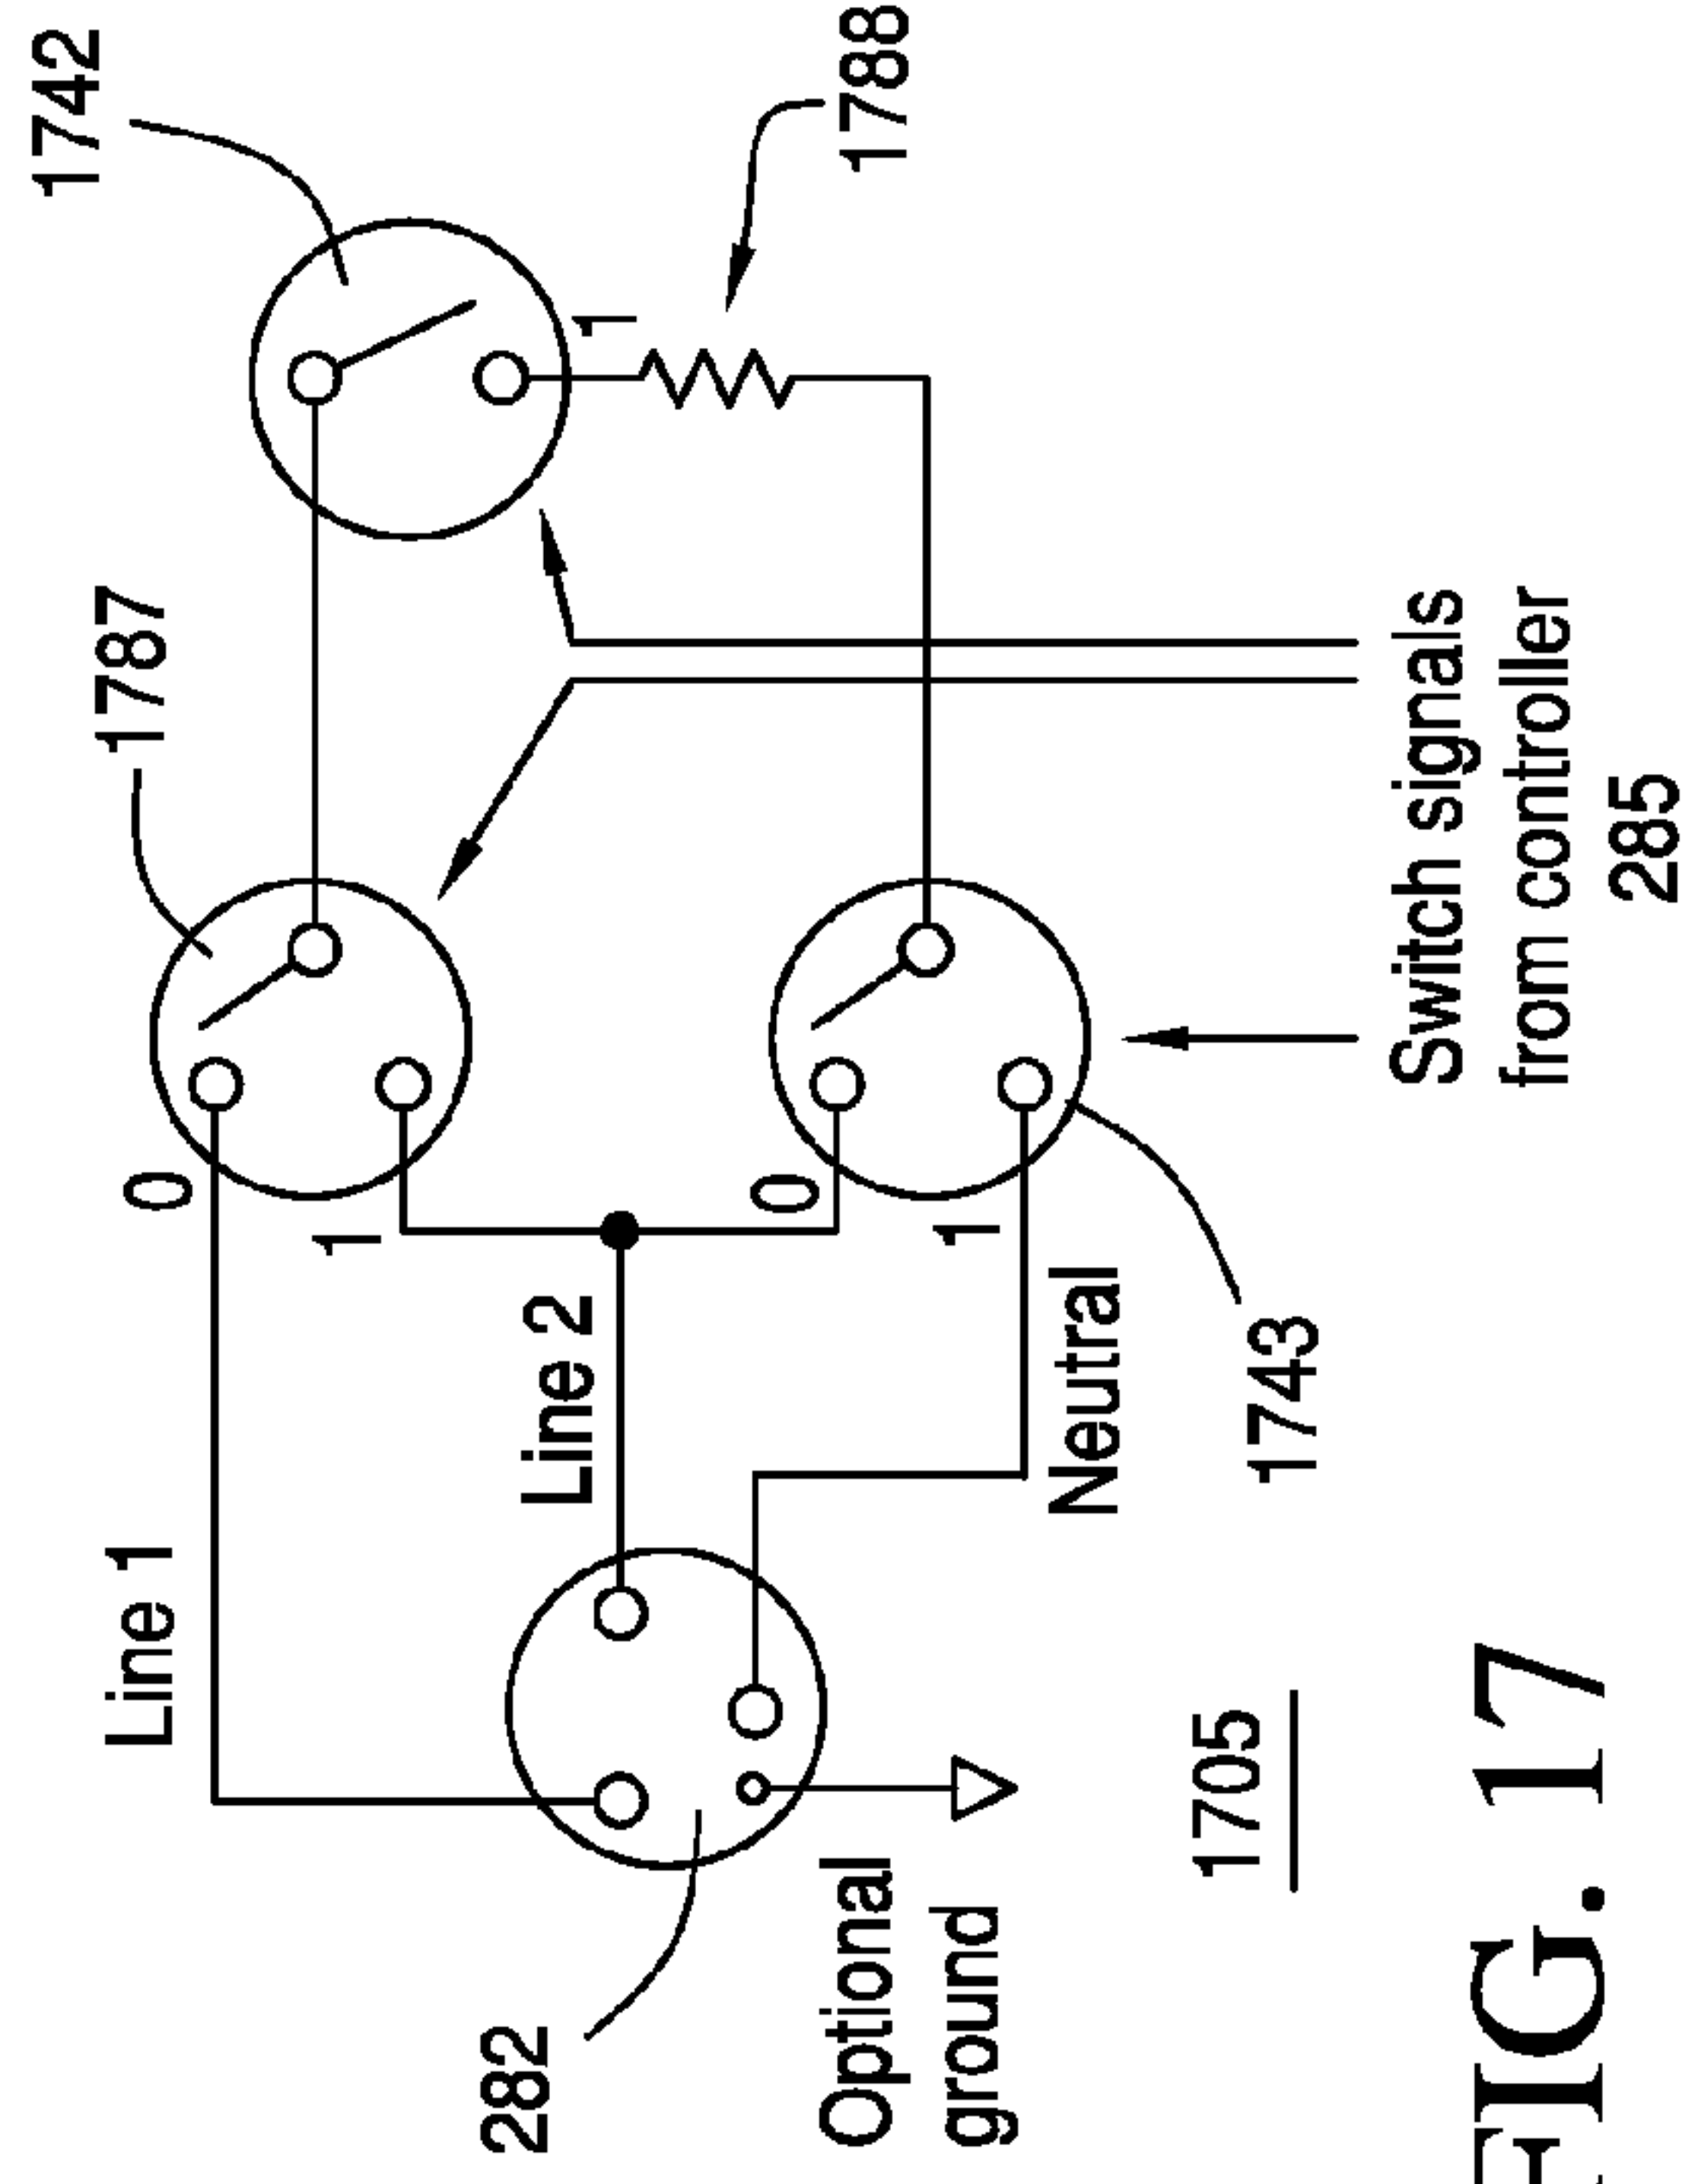 1742
1787
1788
Line 1
0
1
1
Line 2
0
1
282
Neutral
Optional
ground
1743
1705
Switch signals
from controller
285
FIG. 17